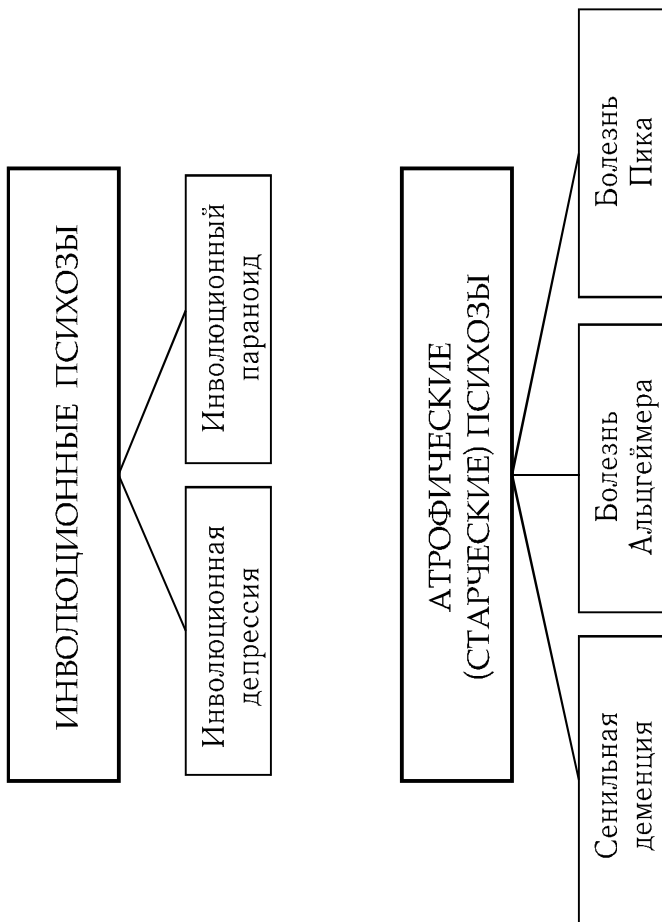 ИНВОЛЮЦИОННЫЕ ПСИХОЗЫ
Инволюционная
депрессия
Инволюционный
параноид
АТРОФИЧЕСКИЕ
(СТАРЧЕСКИЕ) ПСИХОЗЫ
Сенильная
деменция
Болезнь
Альцгеймера
Болезнь
Пика